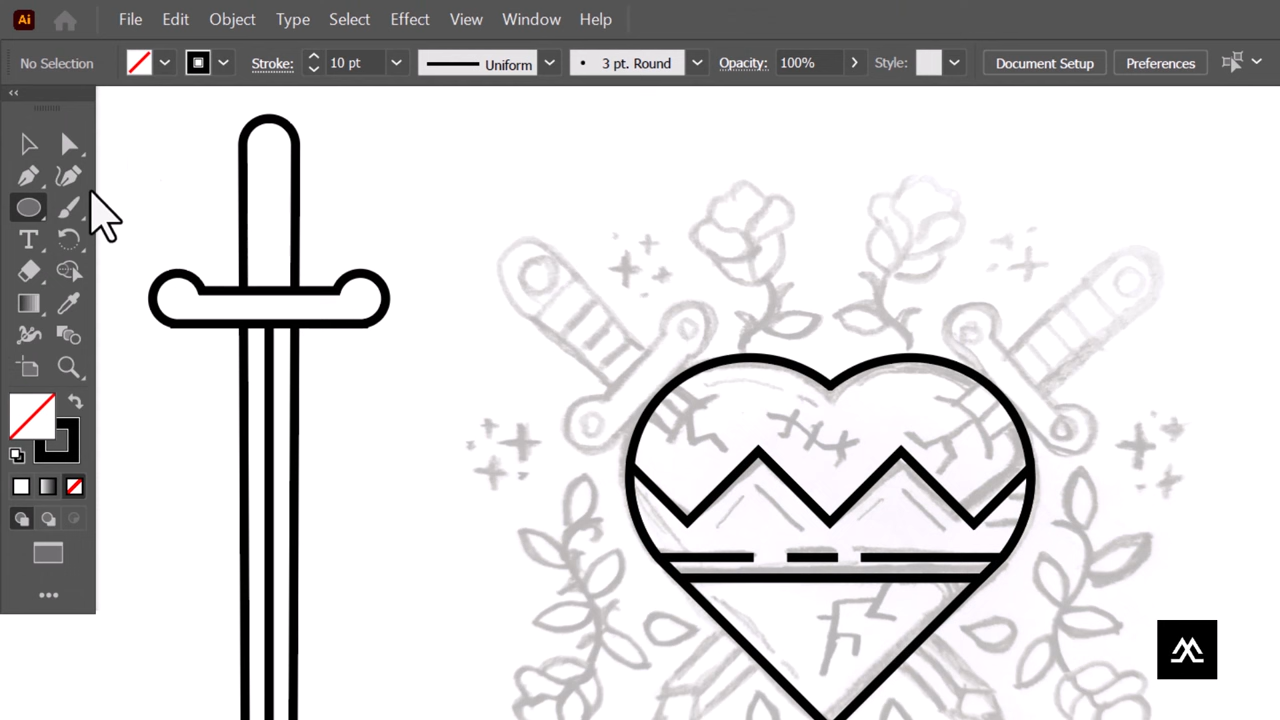 Ai File Edit Object Type Select Effect View Window Help
No Selection Stroke: 10 pt Uniform 3 pt. Round Opacity: 100% Style: Document Setup Preferences
T